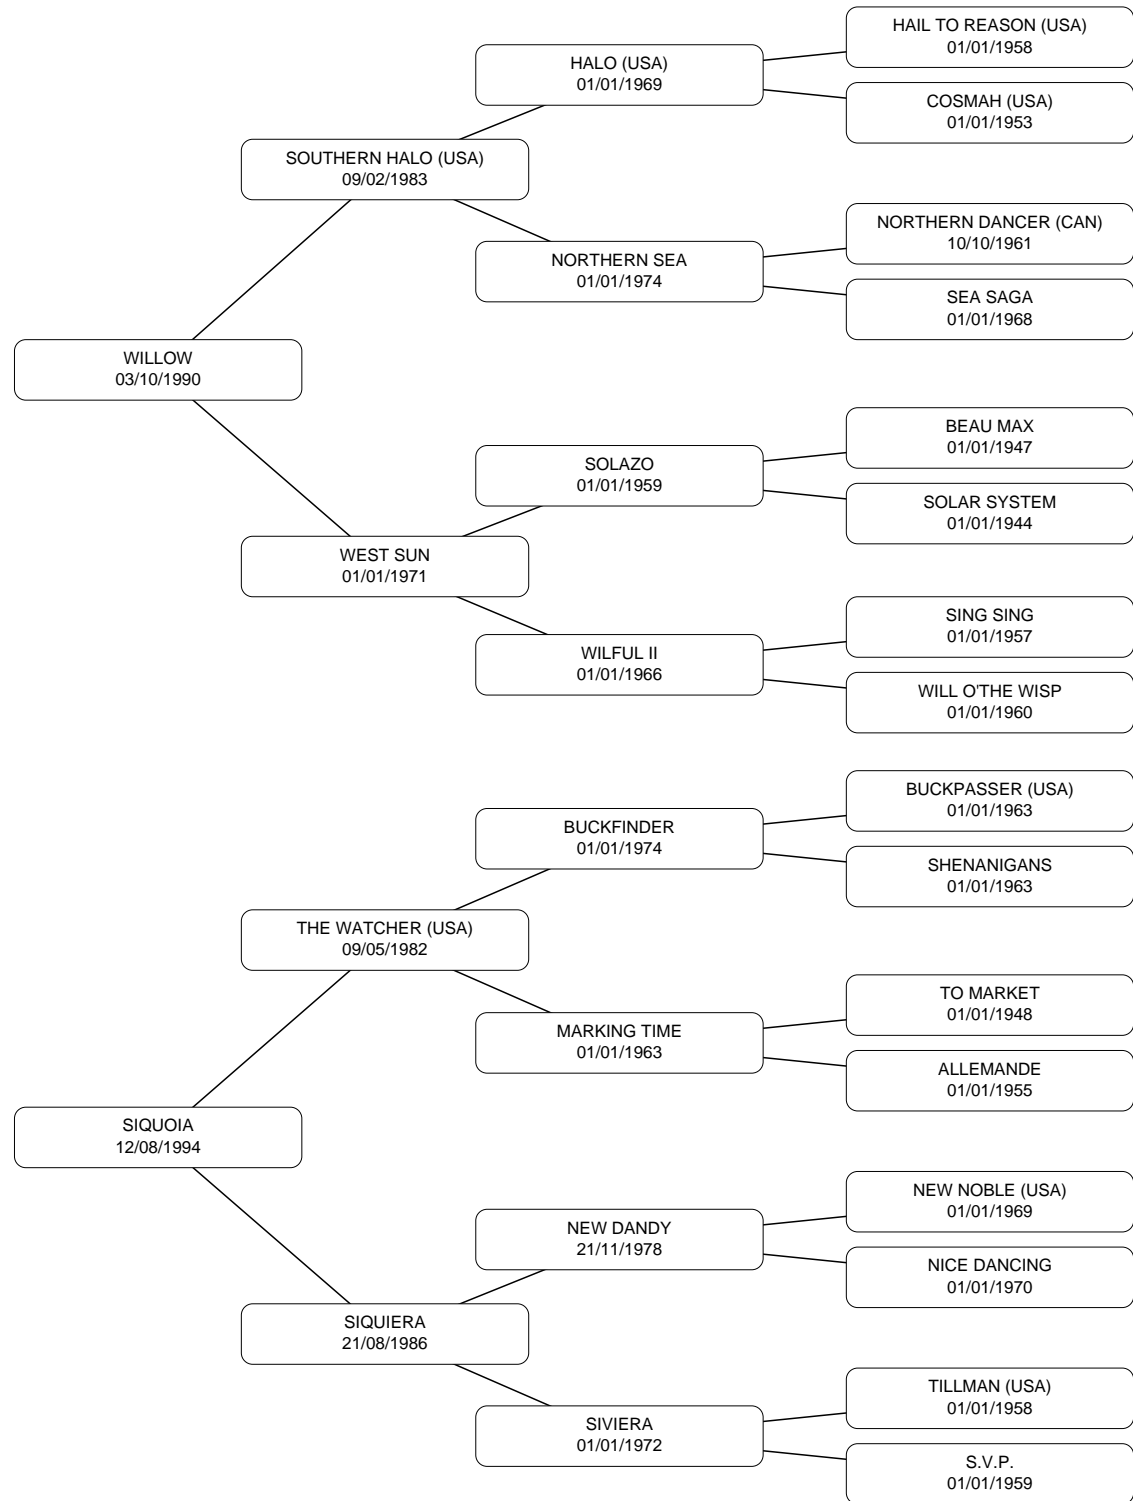 HAIL TO REASON (USA)
01/01/1958
HALO (USA)
01/01/1969
COSMAH (USA)
01/01/1953
SOUTHERN HALO (USA)
09/02/1983
NORTHERN DANCER (CAN)
10/10/1961
NORTHERN SEA
01/01/1974
SEA SAGA
01/01/1968
WILLOW
03/10/1990
BEAU MAX
01/01/1947
SOLAZO
01/01/1959
SOLAR SYSTEM
01/01/1944
WEST SUN
01/01/1971
SING SING
01/01/1957
WILFUL II
01/01/1966
WILL O'THE WISP
01/01/1960
BUCKPASSER (USA)
01/01/1963
BUCKFINDER
01/01/1974
SHENANIGANS
01/01/1963
THE WATCHER (USA)
09/05/1982
TO MARKET
01/01/1948
MARKING TIME
01/01/1963
ALLEMANDE
01/01/1955
SIQUOIA
12/08/1994
NEW NOBLE (USA)
01/01/1969
NEW DANDY
21/11/1978
NICE DANCING
01/01/1970
SIQUIERA
21/08/1986
TILLMAN (USA)
01/01/1958
SIVIERA
01/01/1972
S.V.P.
01/01/1959